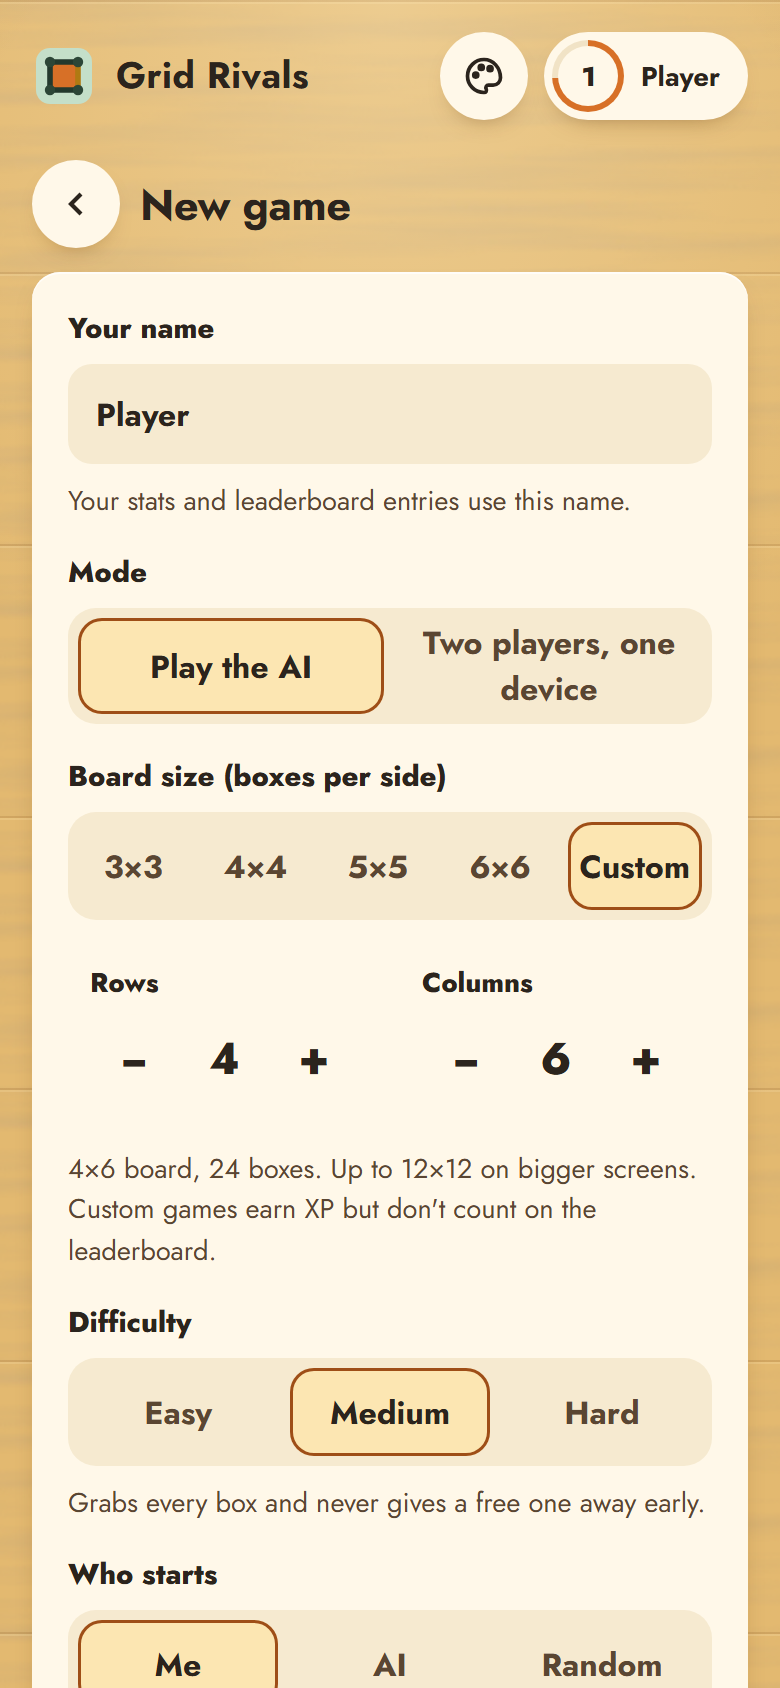 Grid Rivals
1 Player
New game
Your name
Player
Your stats and leaderboard entries use this name.
Mode
Play the AI
Two players, one
device
Board size (boxes per side)
3×3 4×4 5×5 6×6 Custom
Rows Columns
– 4 + – 6 +
4×6 board, 24 boxes. Up to 12×12 on bigger screens.
Custom games earn XP but don't count on the
leaderboard.
Difficulty
Easy Medium Hard
Grabs every box and never gives a free one away early.
Who starts
Me AI Random